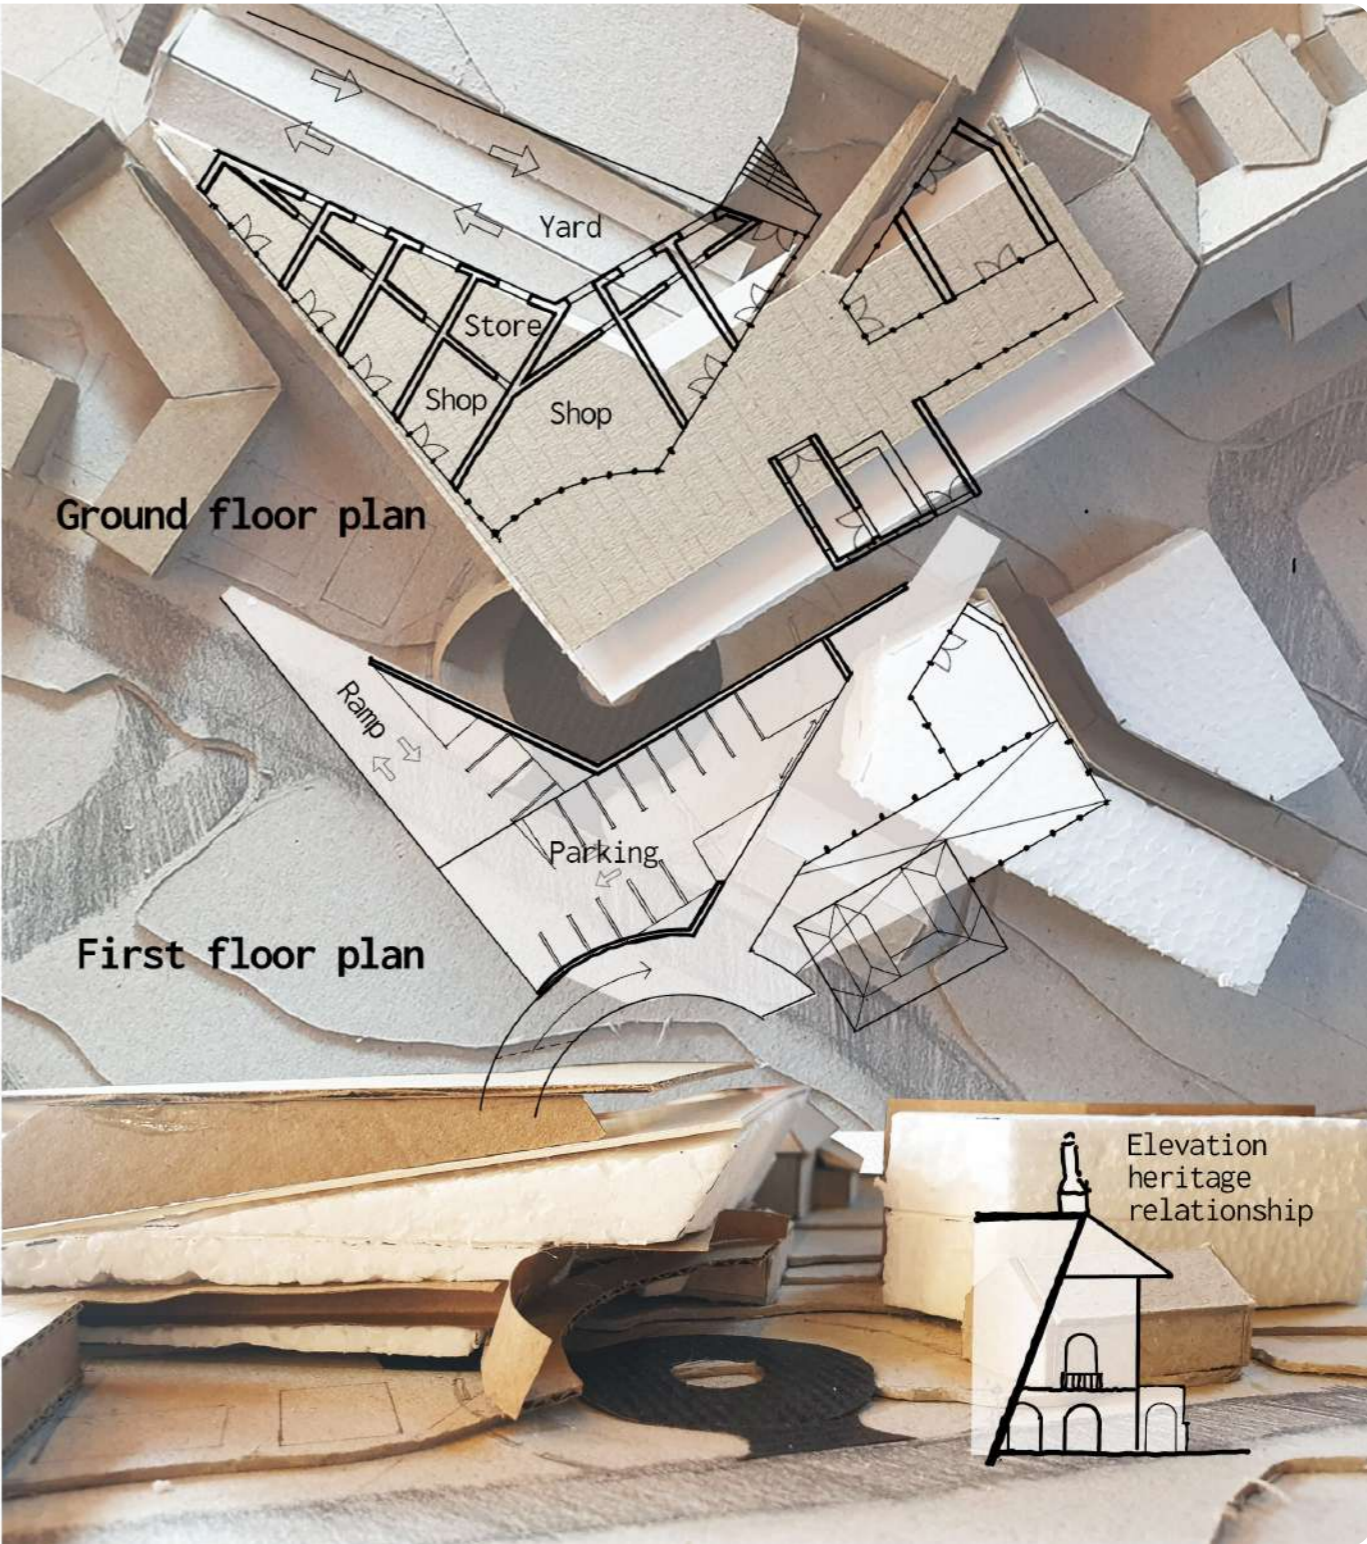 Yard
Store
Shop
Shop
Ground floor plan
Ramp
Parking
First floor plan
Elevation
heritage
relationship